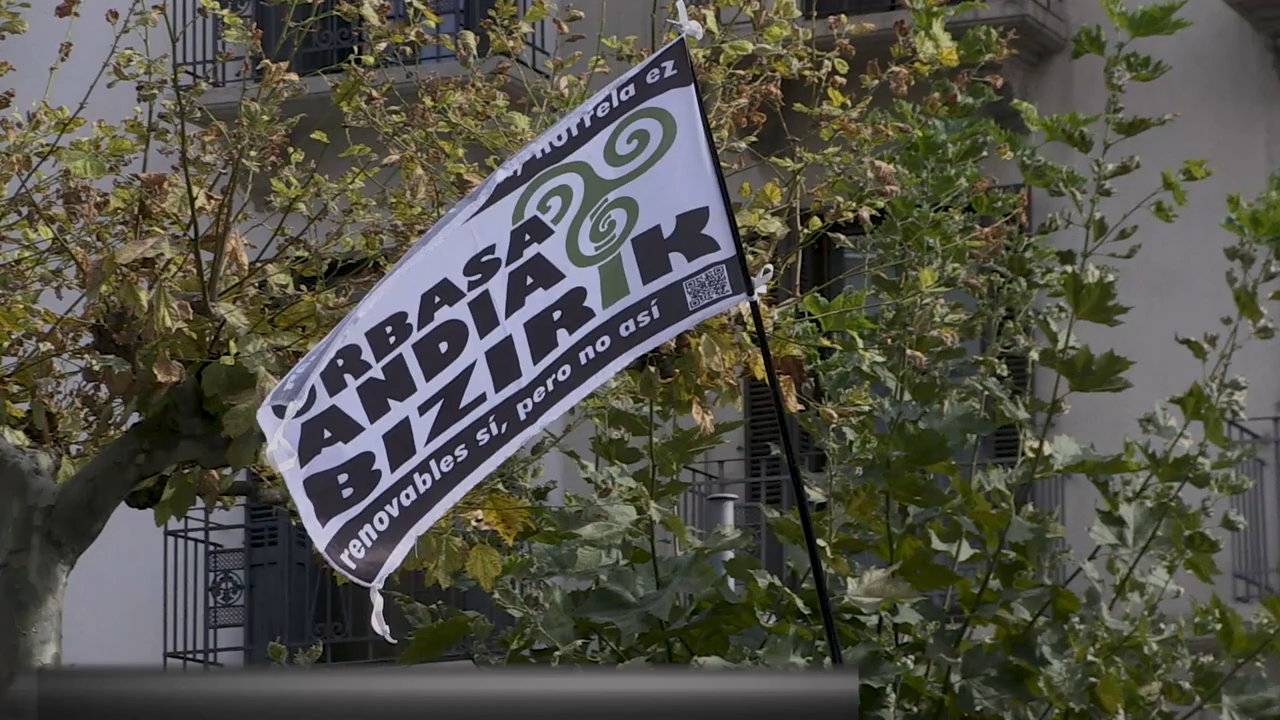 horrela ez
URBASA
ANDIA
BIZIRIK
renovables sí, pero no así